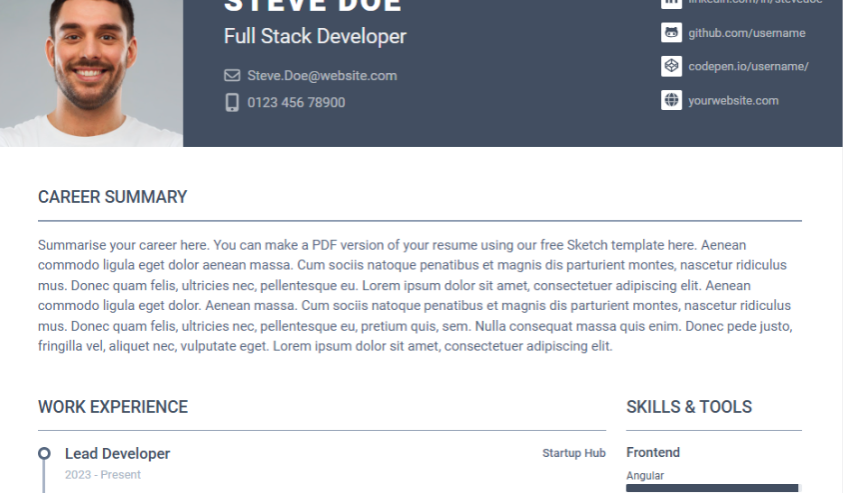 STEVE DOE
Full Stack Developer
Steve.Doe@website.com
0123 456 78900
linkedin.com/in/stevedoe
github.com/username
codepen.io/username/
yourwebsite.com
CAREER SUMMARY
Summarise your career here. You can make a PDF version of your resume using our free Sketch template here. Aenean
commodo ligula eget dolor aenean massa. Cum sociis natoque penatibus et magnis dis parturient montes, nascetur ridiculus
mus. Donec quam felis, ultricies nec, pellentesque eu. Lorem ipsum dolor sit amet, consectetuer adipiscing elit. Aenean
commodo ligula eget dolor. Aenean massa. Cum sociis natoque penatibus et magnis dis parturient montes, nascetur ridiculus
mus. Donec quam felis, ultricies nec, pellentesque eu, pretium quis, sem. Nulla consequat massa quis enim. Donec pede justo,
fringilla vel, aliquet nec, vulputate eget. Lorem ipsum dolor sit amet, consectetuer adipiscing elit.
WORK EXPERIENCE
Lead Developer
Startup Hub
2023 - Present
SKILLS & TOOLS
Frontend
Angular